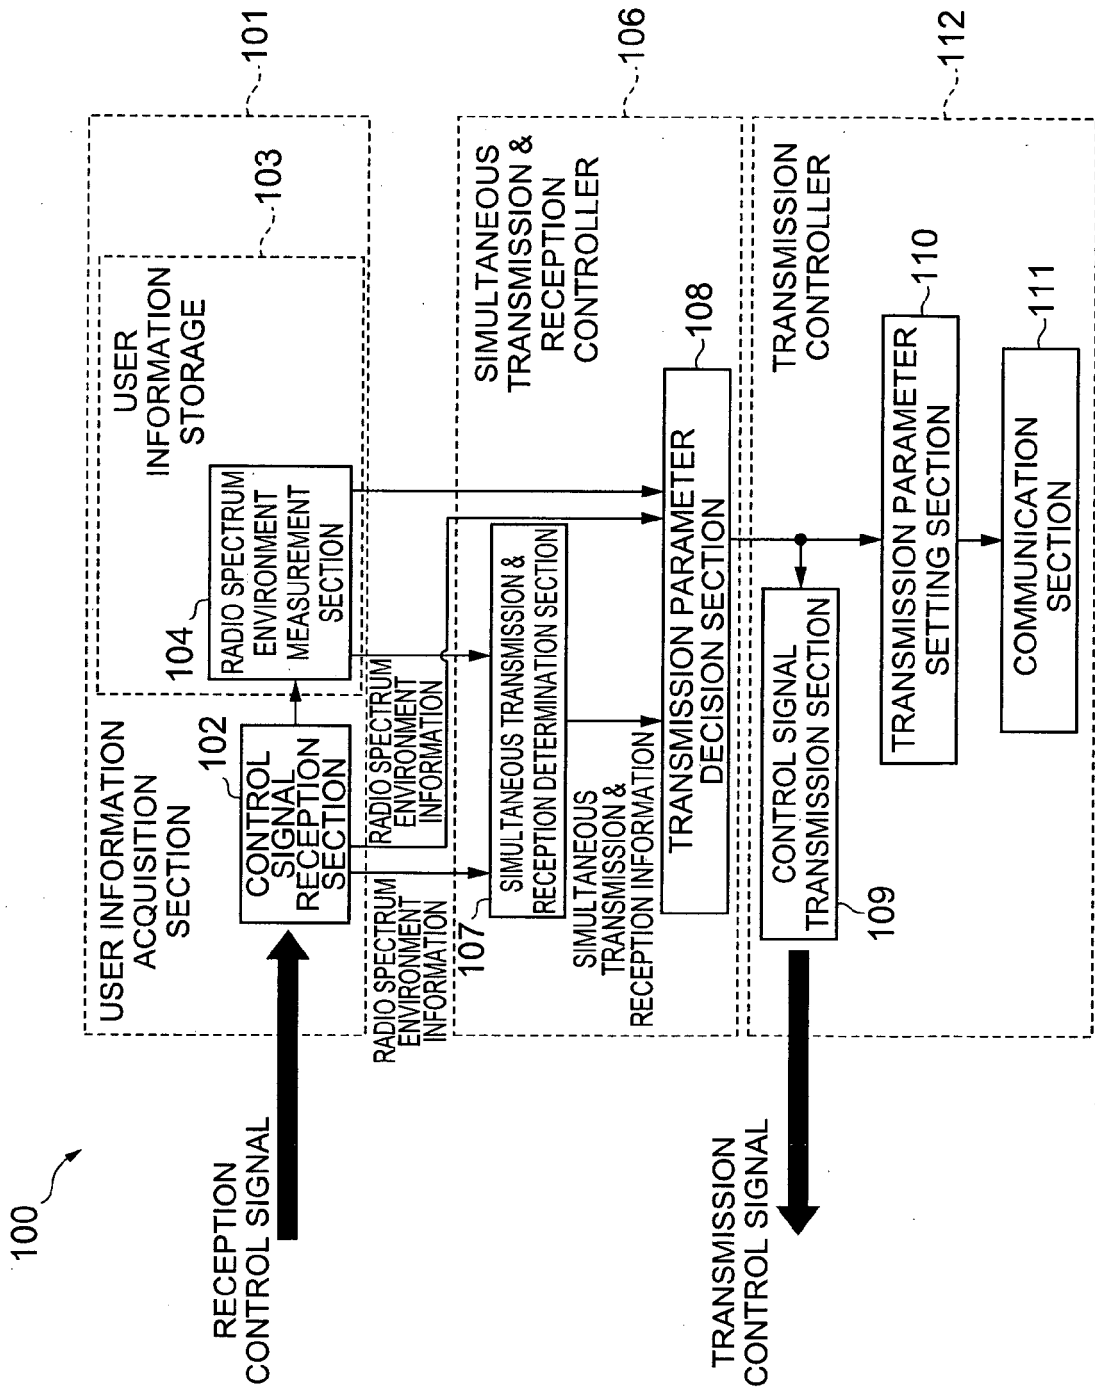 100
RECEPTION
CONTROL SIGNAL
USER INFORMATION
ACQUISITION
SECTION
101
USER
INFORMATION
STORAGE
103
102
CONTROL
SIGNAL
RECEPTION
SECTION
104
RADIO SPECTRUM
ENVIRONMENT
MEASUREMENT
SECTION
RADIO SPECTRUM
ENVIRONMENT
INFORMATION
RADIO SPECTRUM
ENVIRONMENT
INFORMATION
SIMULTANEOUS
TRANSMISSION &
RECEPTION
CONTROLLER
106
107
SIMULTANEOUS TRANSMISSION &
RECEPTION DETERMINATION SECTION
SIMULTANEOUS
TRANSMISSION &
RECEPTION INFORMATION
108
TRANSMISSION PARAMETER
DECISION SECTION
TRANSMISSION
CONTROLLER
112
TRANSMISSION
CONTROL SIGNAL
CONTROL SIGNAL
TRANSMISSION SECTION
109
110
TRANSMISSION PARAMETER
SETTING SECTION
111
COMMUNICATION
SECTION